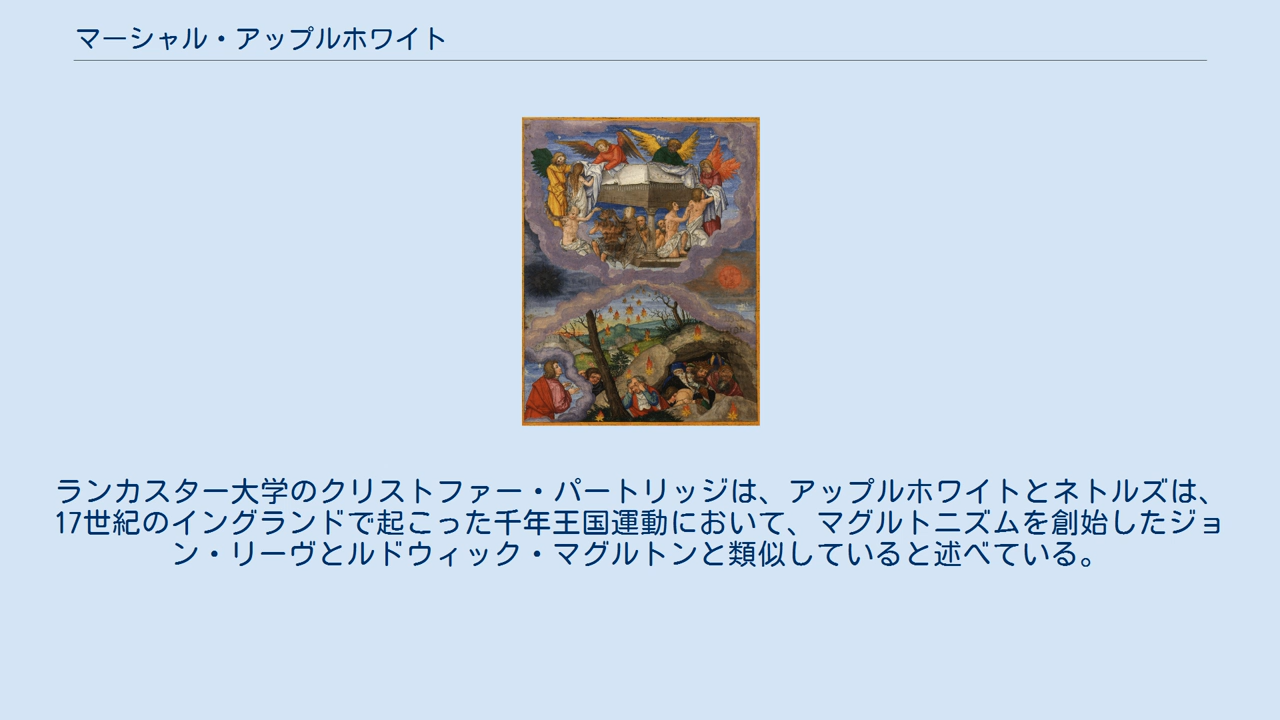 マーシャル・アップルホワイト
ランカスター大学のクリストファー・パートリッジは、アップルホワイトとネトルズは、
17世紀のイングランドで起こった千年王国運動において、マグルトニズムを創始したジョ
ン・リーヴとルドウィック・マグルトンと類似していると述べている。